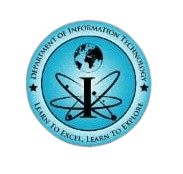 DEPARTMENT OF INFORMATION TECHNOLOGY
I
LEARN TO EXCEL, LEARN TO EXPLORE